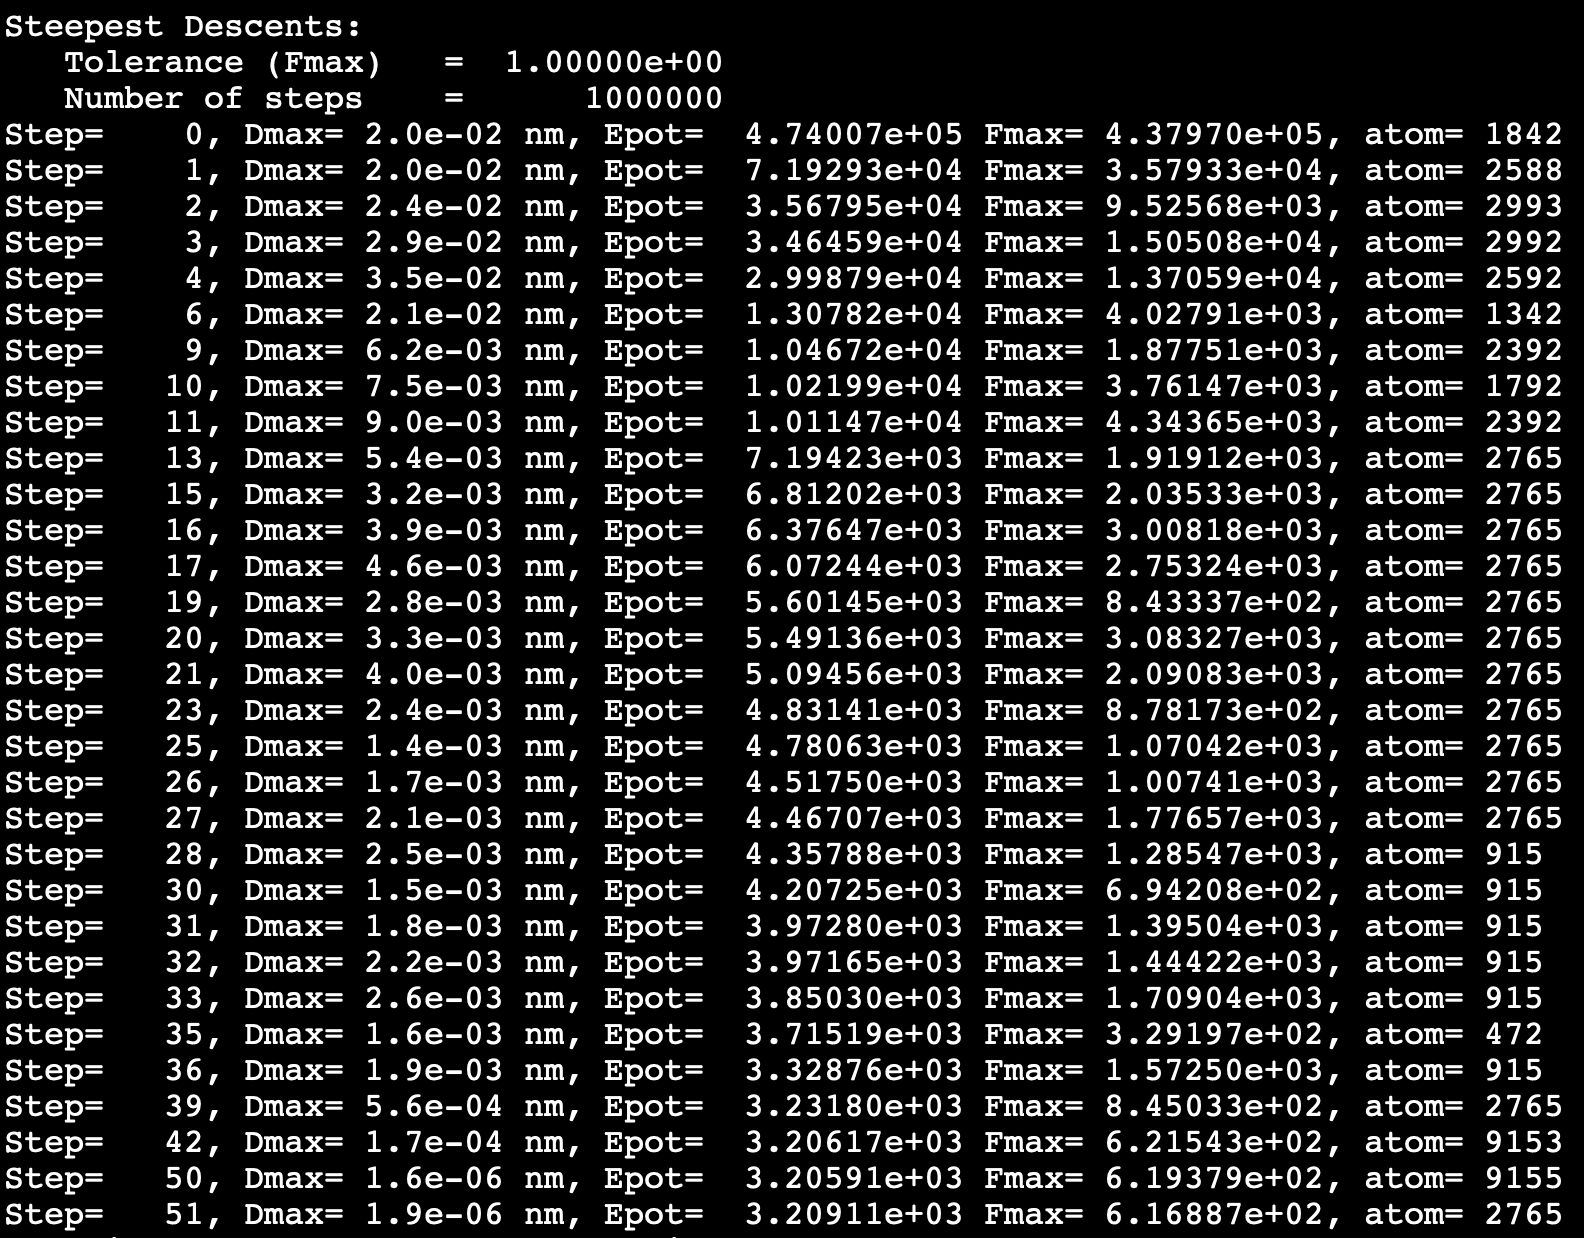 Steepest Descents:
   Tolerance (Fmax)   =  1.00000e+00
   Number of steps    =      1000000
Step=    0, Dmax= 2.0e-02 nm, Epot=  4.74007e+05 Fmax= 4.37970e+05, atom= 1842
Step=    1, Dmax= 2.0e-02 nm, Epot=  7.19293e+04 Fmax= 3.57933e+04, atom= 2588
Step=    2, Dmax= 2.4e-02 nm, Epot=  3.56795e+04 Fmax= 9.52568e+03, atom= 2993
Step=    3, Dmax= 2.9e-02 nm, Epot=  3.46459e+04 Fmax= 1.50508e+04, atom= 2992
Step=    4, Dmax= 3.5e-02 nm, Epot=  2.99879e+04 Fmax= 1.37059e+04, atom= 2592
Step=    6, Dmax= 2.1e-02 nm, Epot=  1.30782e+04 Fmax= 4.02791e+03, atom= 1342
Step=    9, Dmax= 6.2e-03 nm, Epot=  1.04672e+04 Fmax= 1.87751e+03, atom= 2392
Step=   10, Dmax= 7.5e-03 nm, Epot=  1.02199e+04 Fmax= 3.76147e+03, atom= 1792
Step=   11, Dmax= 9.0e-03 nm, Epot=  1.01147e+04 Fmax= 4.34365e+03, atom= 2392
Step=   13, Dmax= 5.4e-03 nm, Epot=  7.19423e+03 Fmax= 1.91912e+03, atom= 2765
Step=   15, Dmax= 3.2e-03 nm, Epot=  6.81202e+03 Fmax= 2.03533e+03, atom= 2765
Step=   16, Dmax= 3.9e-03 nm, Epot=  6.37647e+03 Fmax= 3.00818e+03, atom= 2765
Step=   17, Dmax= 4.6e-03 nm, Epot=  6.07244e+03 Fmax= 2.75324e+03, atom= 2765
Step=   19, Dmax= 2.8e-03 nm, Epot=  5.60145e+03 Fmax= 8.43337e+02, atom= 2765
Step=   20, Dmax= 3.3e-03 nm, Epot=  5.49136e+03 Fmax= 3.08327e+03, atom= 2765
Step=   21, Dmax= 4.0e-03 nm, Epot=  5.09456e+03 Fmax= 2.09083e+03, atom= 2765
Step=   23, Dmax= 2.4e-03 nm, Epot=  4.83141e+03 Fmax= 8.78173e+02, atom= 2765
Step=   25, Dmax= 1.4e-03 nm, Epot=  4.78063e+03 Fmax= 1.07042e+03, atom= 2765
Step=   26, Dmax= 1.7e-03 nm, Epot=  4.51750e+03 Fmax= 1.00741e+03, atom= 2765
Step=   27, Dmax= 2.1e-03 nm, Epot=  4.46707e+03 Fmax= 1.77657e+03, atom= 2765
Step=   28, Dmax= 2.5e-03 nm, Epot=  4.35788e+03 Fmax= 1.28547e+03, atom= 915
Step=   30, Dmax= 1.5e-03 nm, Epot=  4.20725e+03 Fmax= 6.94208e+02, atom= 915
Step=   31, Dmax= 1.8e-03 nm, Epot=  3.97280e+03 Fmax= 1.39504e+03, atom= 915
Step=   32, Dmax= 2.2e-03 nm, Epot=  3.97165e+03 Fmax= 1.44422e+03, atom= 915
Step=   33, Dmax= 2.6e-03 nm, Epot=  3.85030e+03 Fmax= 1.70904e+03, atom= 915
Step=   35, Dmax= 1.6e-03 nm, Epot=  3.71519e+03 Fmax= 3.29197e+02, atom= 472
Step=   36, Dmax= 1.9e-03 nm, Epot=  3.32876e+03 Fmax= 1.57250e+03, atom= 915
Step=   39, Dmax= 5.6e-04 nm, Epot=  3.23180e+03 Fmax= 8.45033e+02, atom= 2765
Step=   42, Dmax= 1.7e-04 nm, Epot=  3.20617e+03 Fmax= 6.21543e+02, atom= 9153
Step=   50, Dmax= 1.6e-06 nm, Epot=  3.20591e+03 Fmax= 6.19379e+02, atom= 9155
Step=   51, Dmax= 1.9e-06 nm, Epot=  3.20911e+03 Fmax= 6.16887e+02, atom= 2765